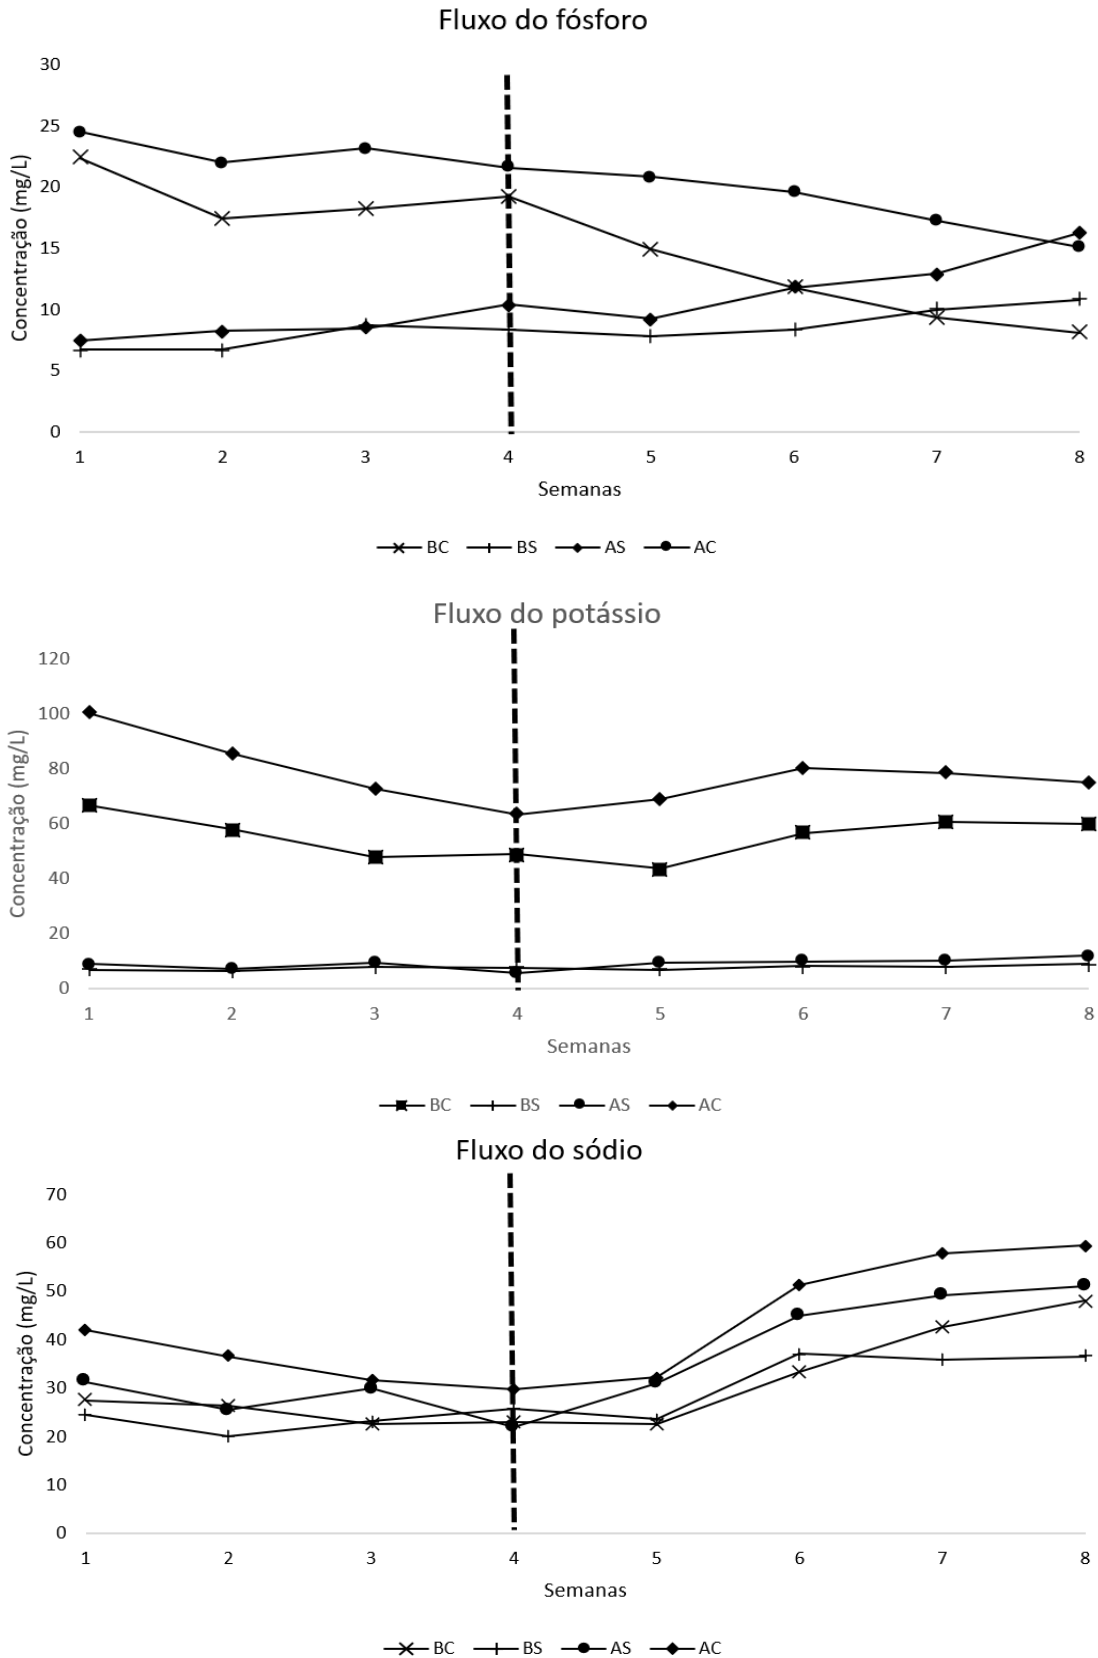 Fluxo do fósforo
30
25
20
15
10
5
0
Concentração (mg/L)
1 2 3 4 5 6 7 8
Semanas
BC BS AS AC
Fluxo do potássio
120
100
80
60
40
20
0
Concentração (mg/L)
1 2 3 4 5 6 7 8
Semanas
BC BS AS AC
Fluxo do sódio
70
60
50
40
30
20
10
0
Concentração (mg/L)
1 2 3 4 5 6 7 8
Semanas
BC BS AS AC